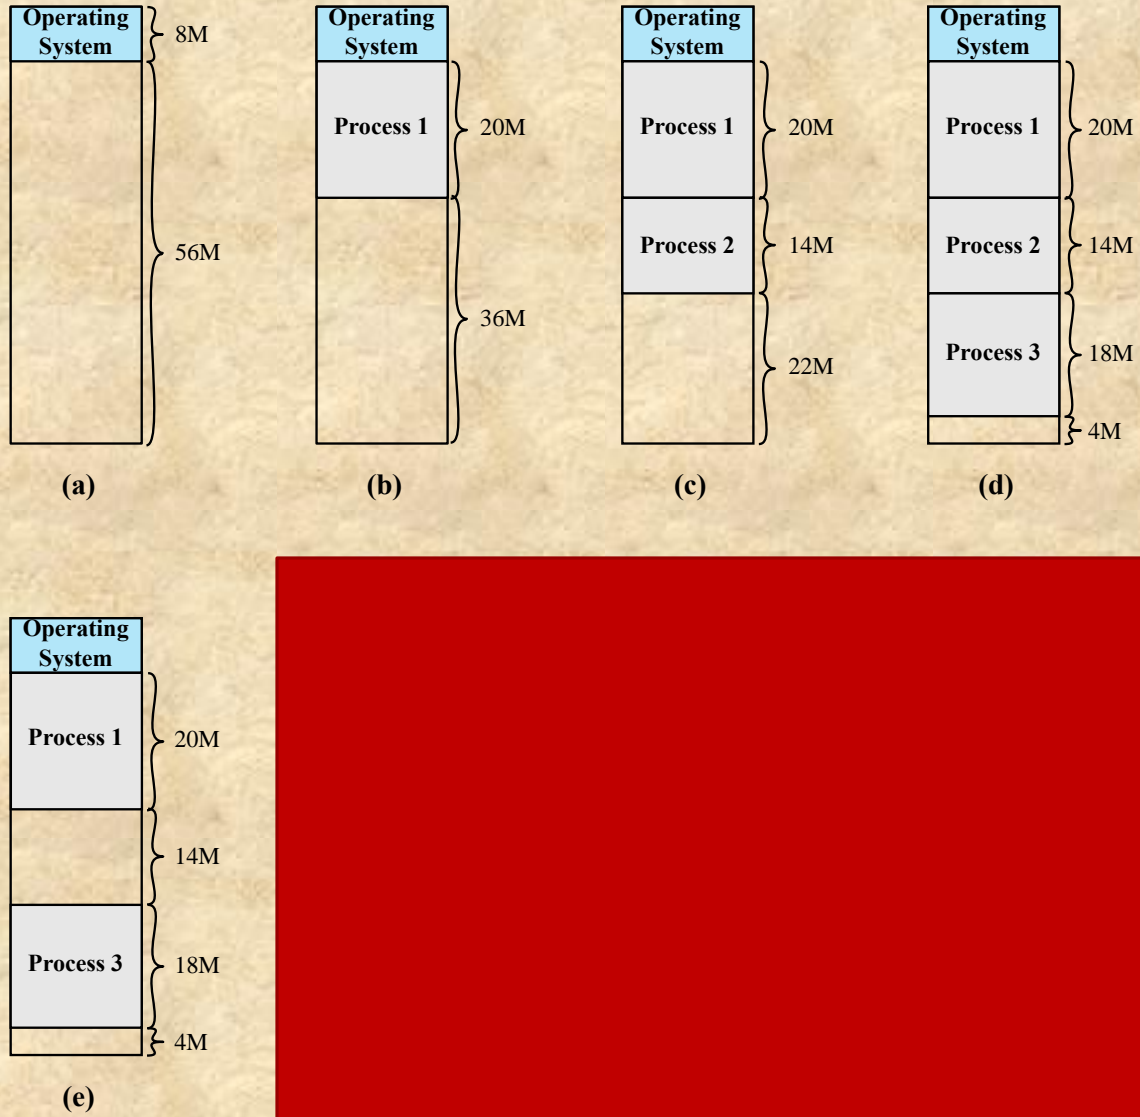 Operating
System
8M
56M
(a)
Operating
System
Process 1
20M
36M
(b)
Operating
System
Process 1
20M
Process 2
14M
22M
(c)
Operating
System
Process 1
20M
Process 2
14M
Process 3
18M
4M
(d)
Operating
System
Process 1
20M
14M
Process 3
18M
4M
(e)